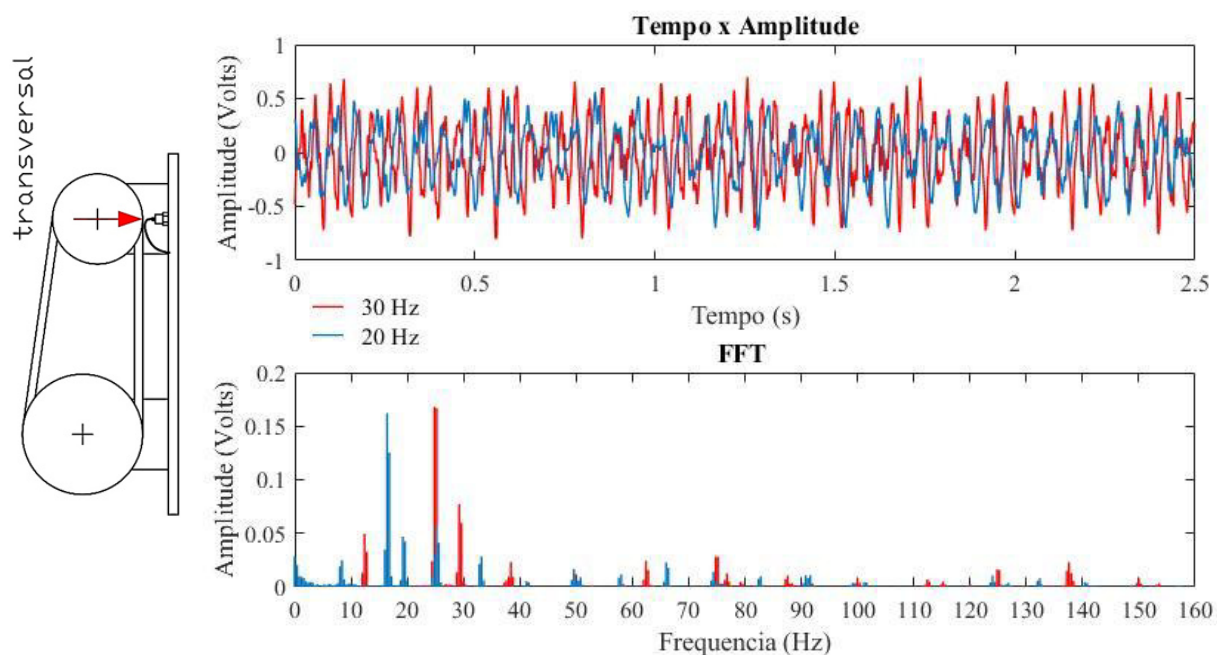 transversal
Tempo x Amplitude
Amplitude (Volts)
1
0.5
0
-0.5
-1
0 0.5 1 1.5 2 2.5
Tempo (s)
30 Hz
20 Hz
FFT
Amplitude (Volts)
0.2
0.15
0.1
0.05
0
0 10 20 30 40 50 60 70 80 90 100 110 120 130 140 150 160
Frequencia (Hz)